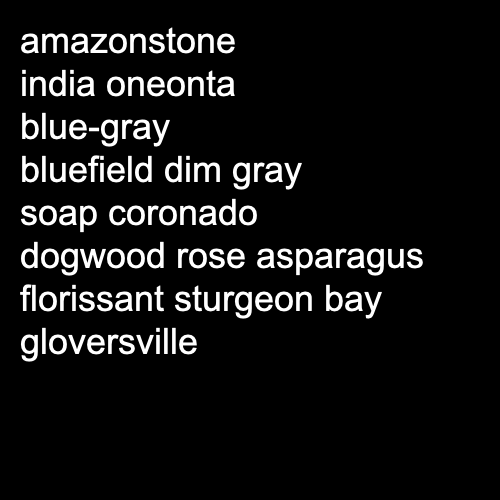 amazonstone
india oneonta
blue-gray
bluefield dim gray
soap coronado
dogwood rose asparagus
florissant sturgeon bay
gloversville